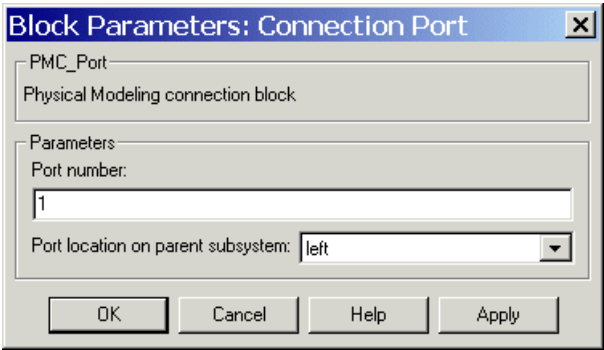 Block Parameters: Connection Port
PMC_Port
Physical Modeling connection block
Parameters
Port number:
1
Port location on parent subsystem: left
OK Cancel Help Apply